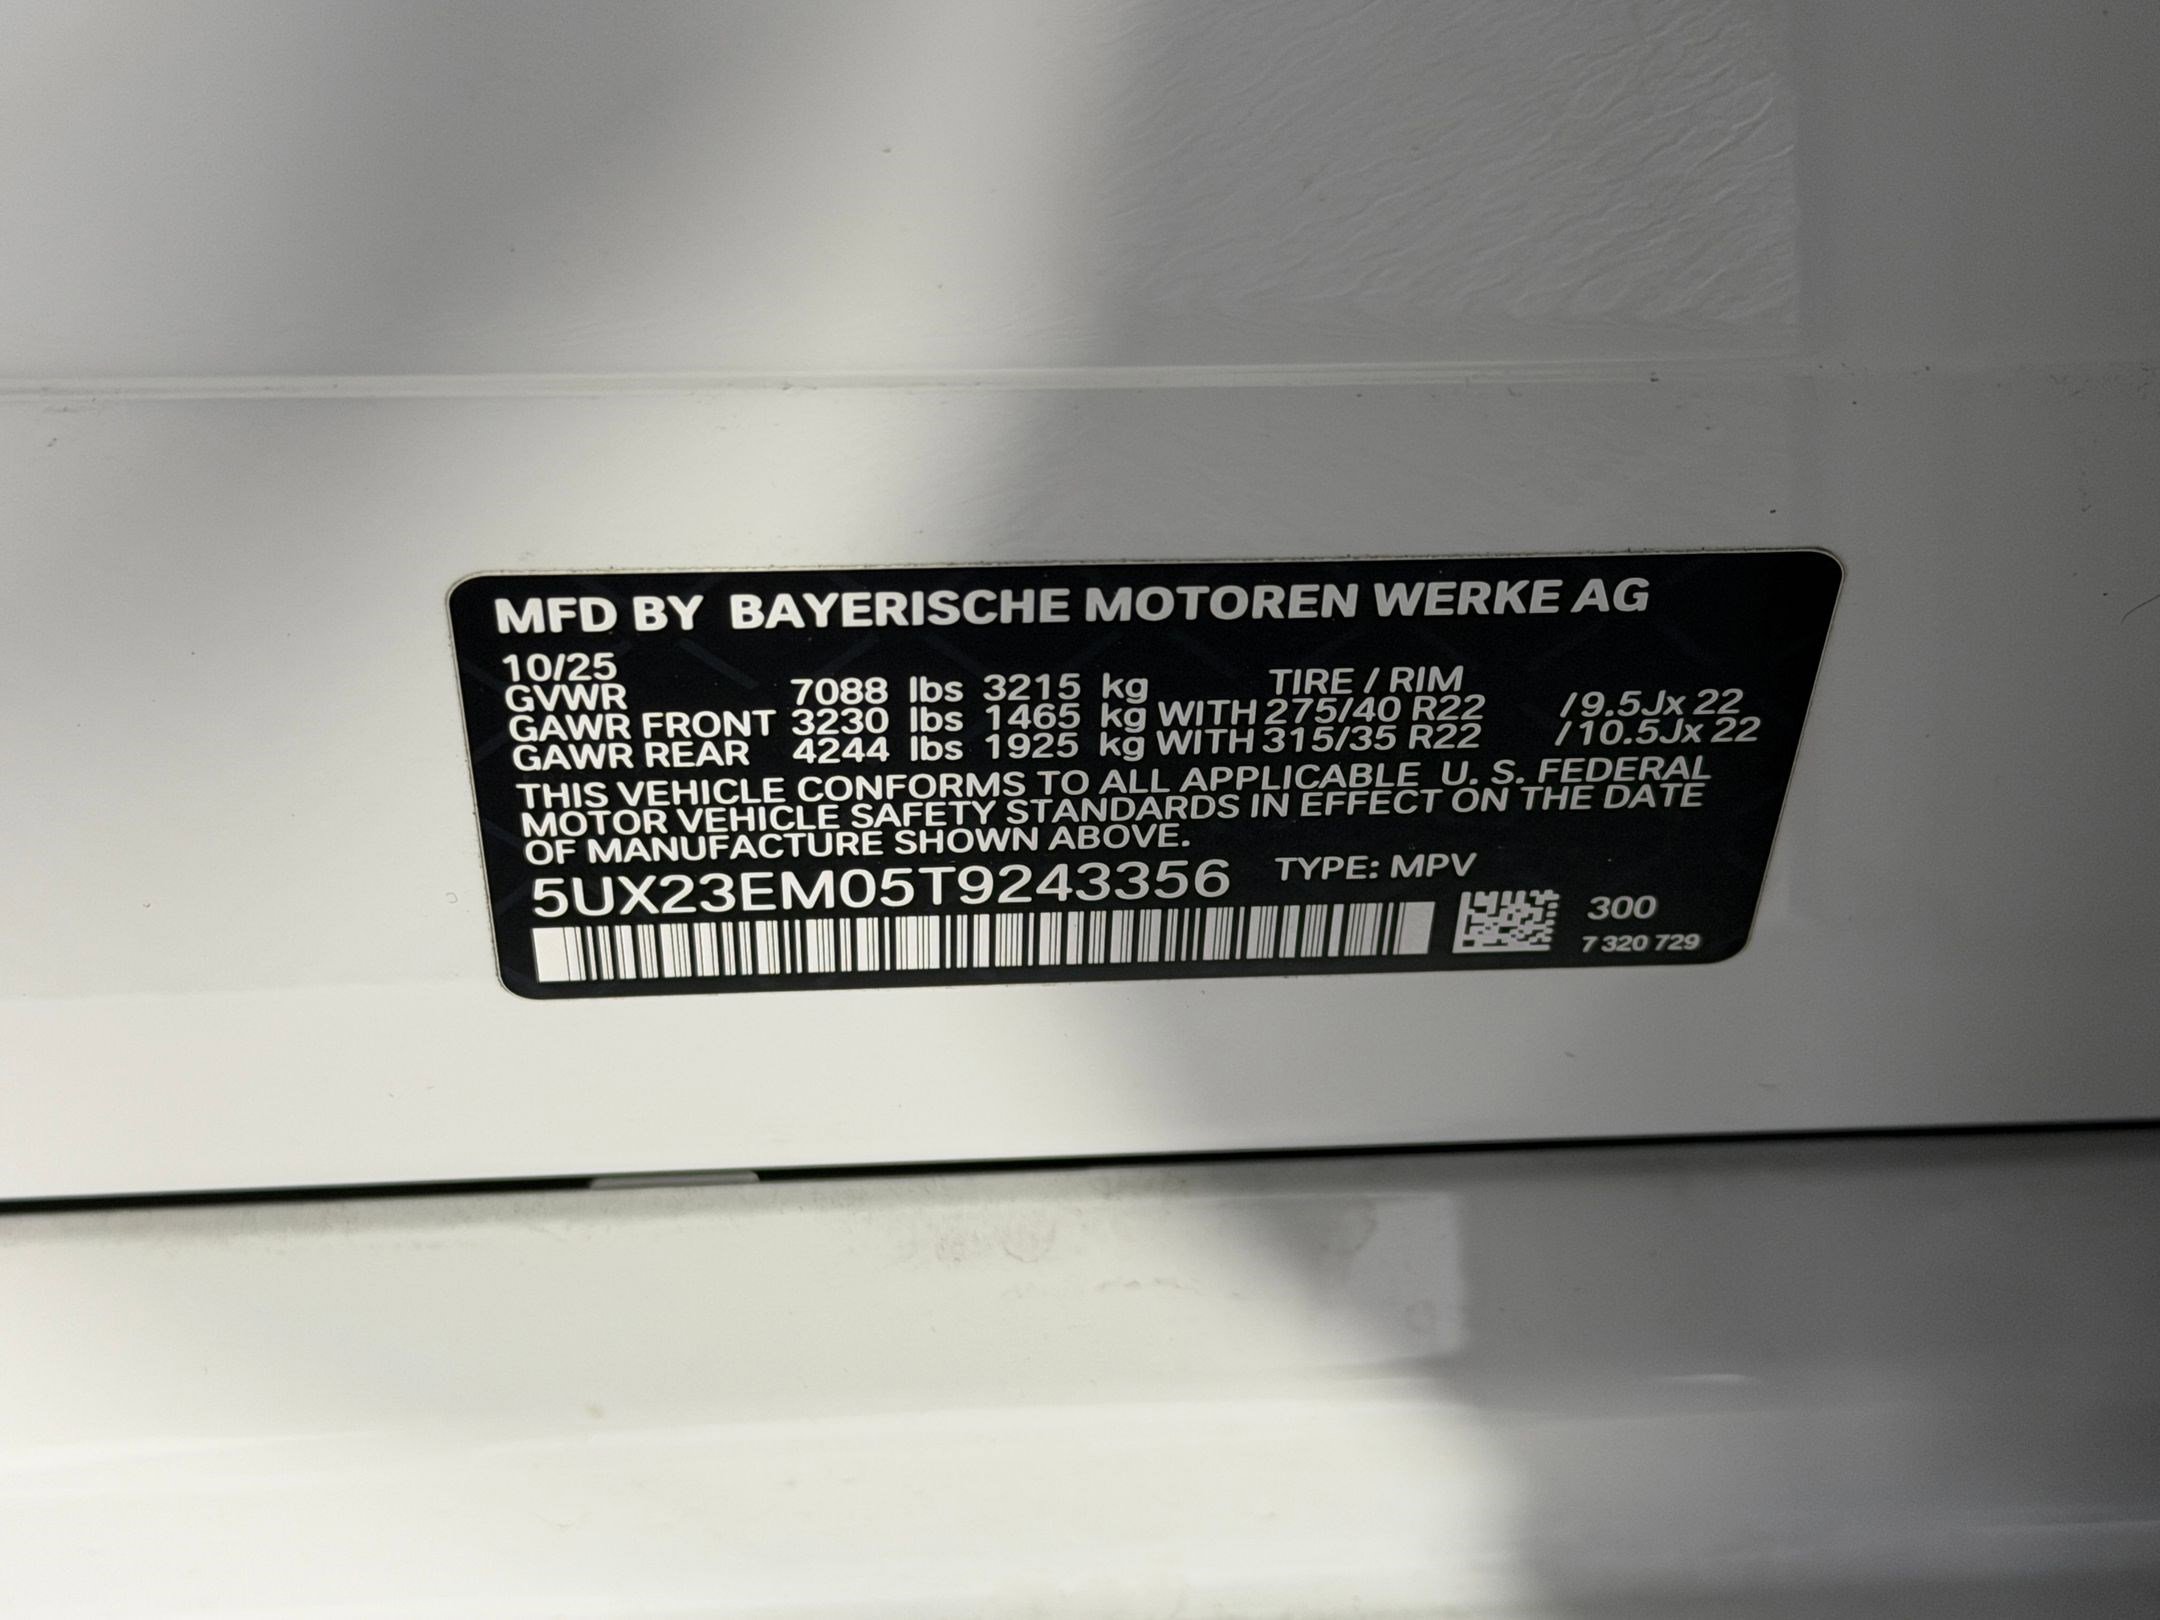 MFD BY BAYERISCHE MOTOREN WERKE AG
10/25
TIRE / RIM
GVWR 7088 lbs 3215 kg
GAWR FRONT 3230 lbs 1465 kg WITH 275/40 R22 /9.5Jx 22
GAWR REAR 4244 lbs 1925 kg WITH 315/35 R22 /10.5Jx 22
THIS VEHICLE CONFORMS TO ALL APPLICABLE U. S. FEDERAL
MOTOR VEHICLE SAFETY STANDARDS IN EFFECT ON THE DATE
OF MANUFACTURE SHOWN ABOVE.
5UX23EM05T9243356 TYPE: MPV
300
7 320 729